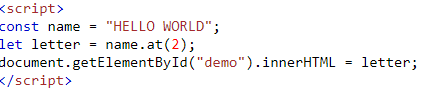 <script>
const name = "HELLO WORLD";
let letter = name.at(2);
document.getElementById("demo").innerHTML = letter;
</script>